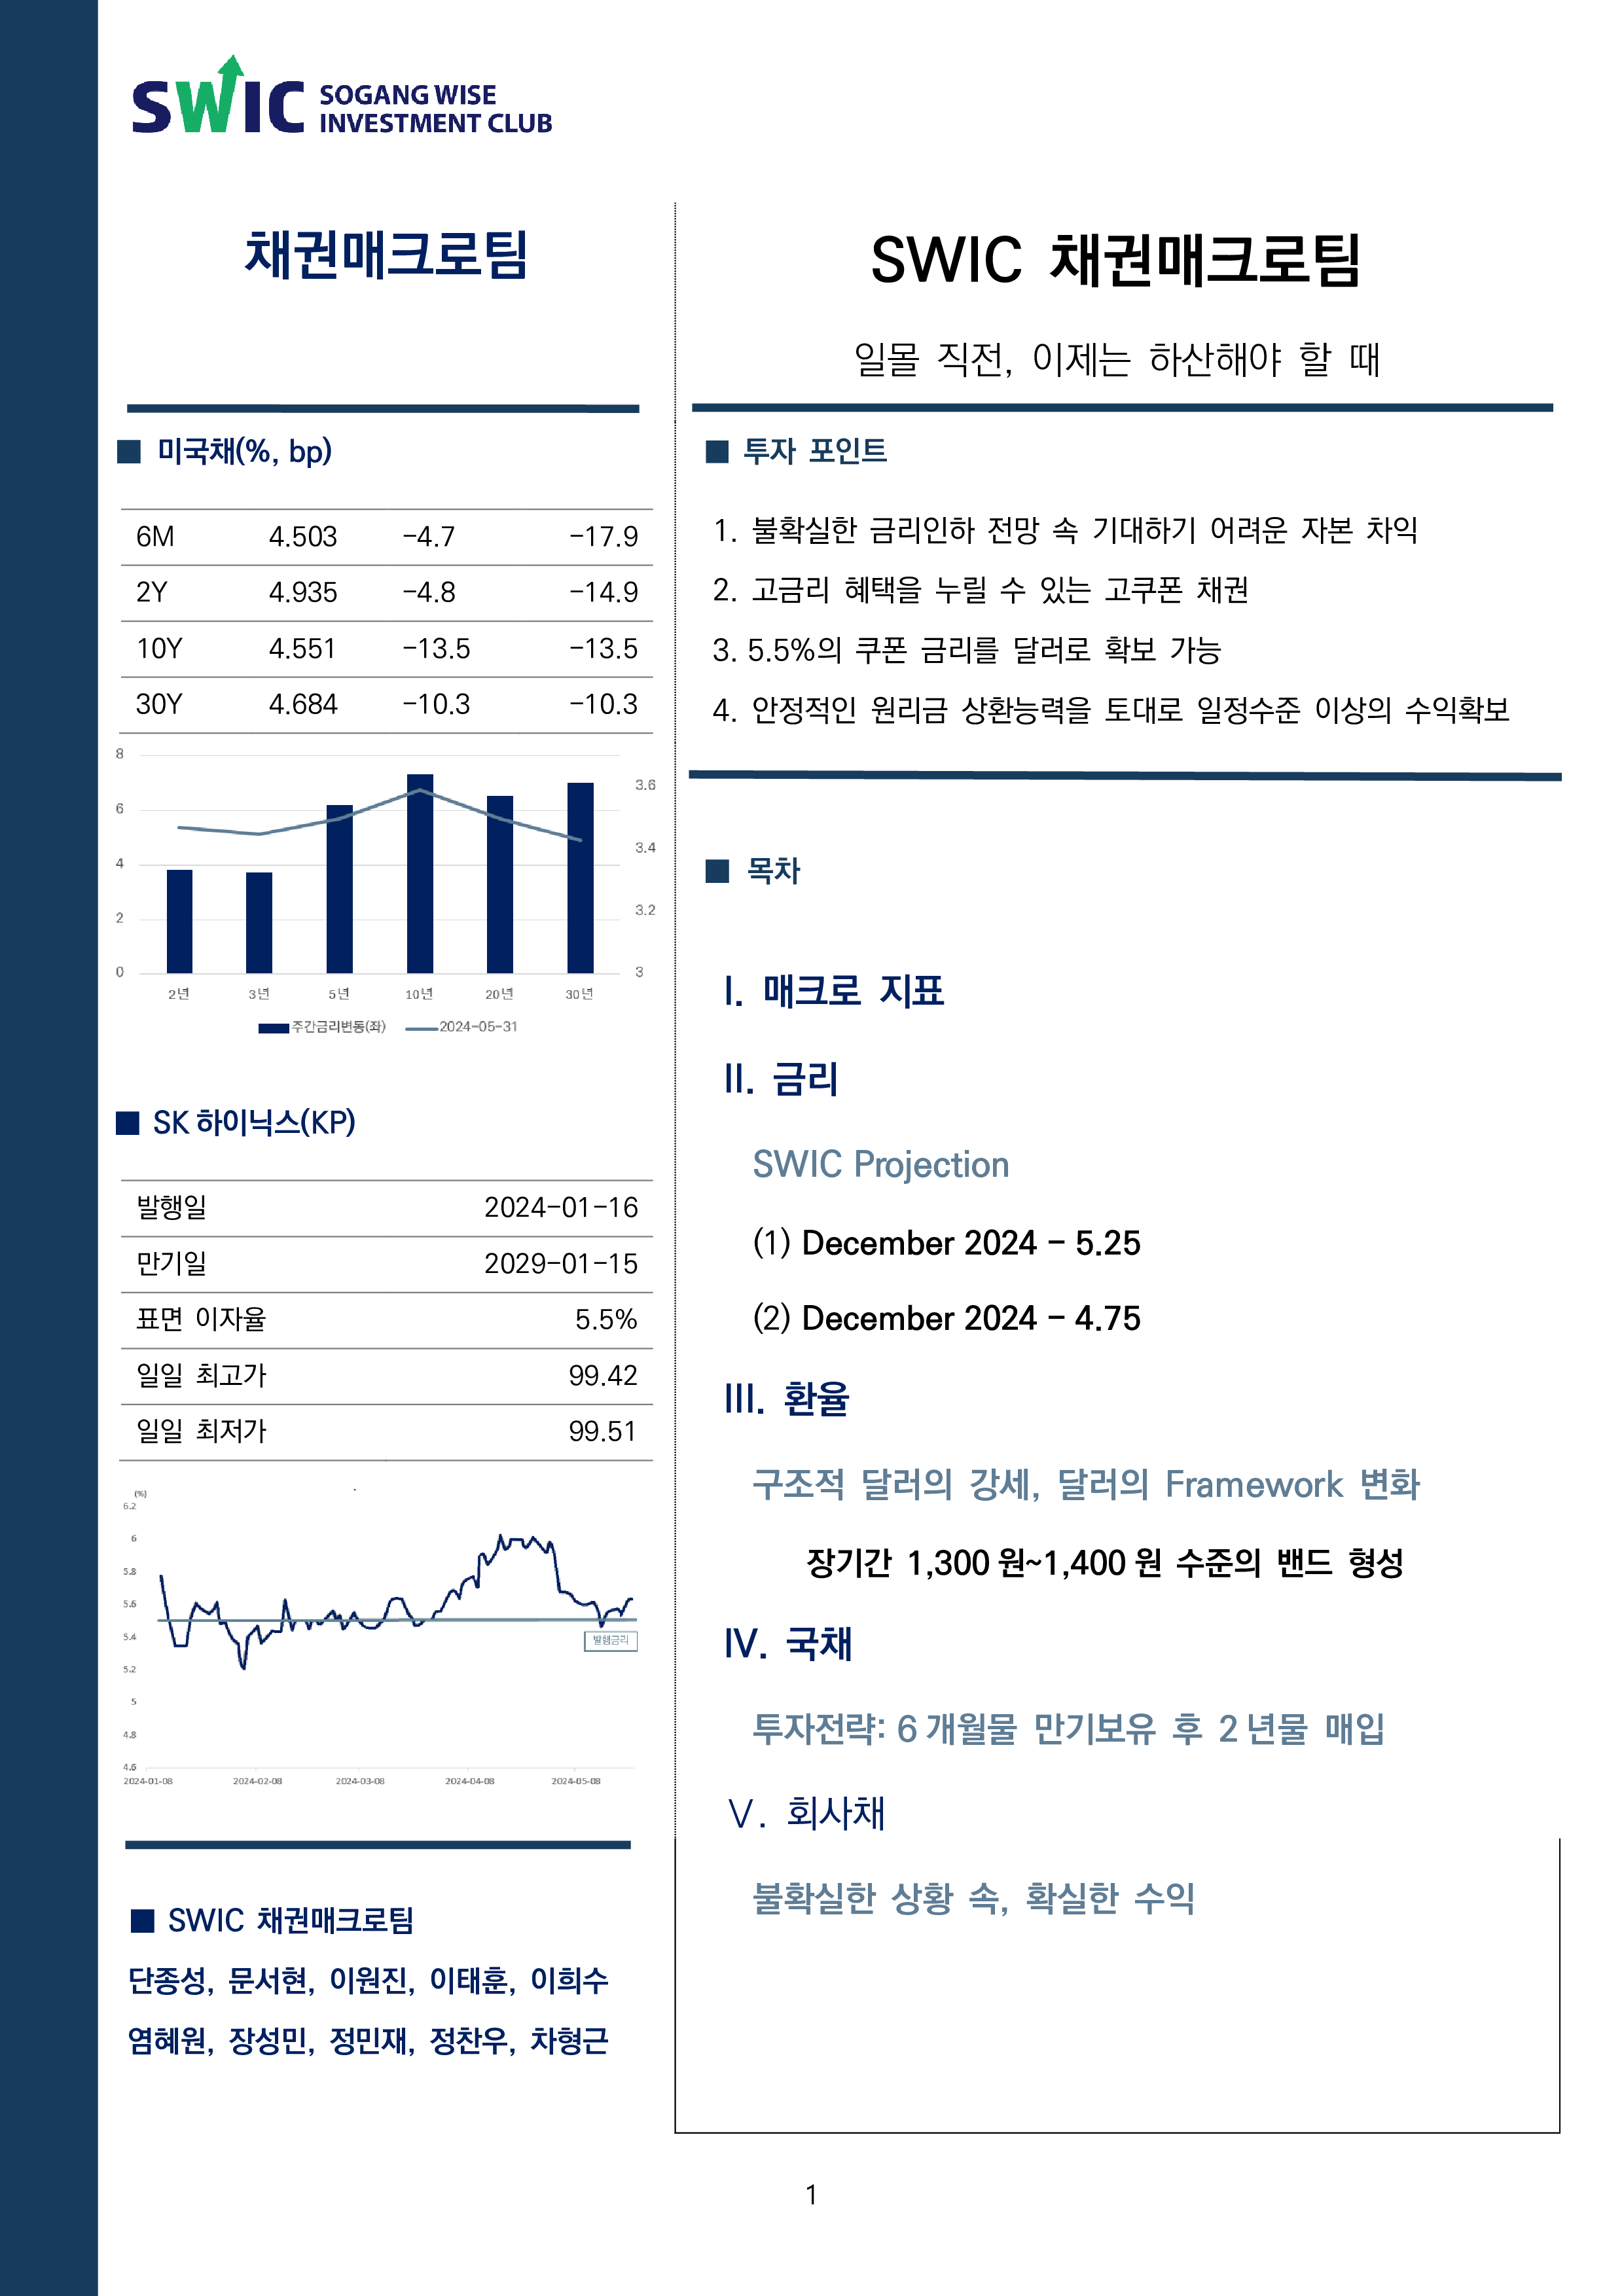 SWIC SOGANG WISE
INVESTMENT CLUB
채권매크로팀
■ 미국채(%, bp)
6M 4.503 -4.7 -17.9
2Y 4.935 -4.8 -14.9
10Y 4.551 -13.5 -13.5
30Y 4.684 -10.3 -10.3
8
6
4
2
0
3.6
3.4
3.2
3
2년 3년 5년 10년 20년 30년
주간금리변동(좌) 2024-05-31
■ SK하이닉스(KP)
발행일 2024-01-16
만기일 2029-01-15
표면 이자율 5.5%
일일 최고가 99.42
일일 최저가 99.51
(%)
6.2
6
5.8
5.6
5.4
5.2
5
4.8
4.6
발행금리
2024-01-08 2024-02-08 2024-03-08 2024-04-08 2024-05-08
■ SWIC 채권매크로팀
단종성, 문서현, 이원진, 이태훈, 이희수
염혜원, 장성민, 정민재, 정찬우, 차형근
SWIC 채권매크로팀
일몰 직전, 이제는 하산해야 할 때
■ 투자 포인트
1. 불확실한 금리인하 전망 속 기대하기 어려운 자본 차익
2. 고금리 혜택을 누릴 수 있는 고쿠폰 채권
3. 5.5%의 쿠폰 금리를 달러로 확보 가능
4. 안정적인 원리금 상환능력을 토대로 일정수준 이상의 수익확보
■ 목차
I. 매크로 지표
II. 금리
SWIC Projection
(1) December 2024 - 5.25
(2) December 2024 - 4.75
III. 환율
구조적 달러의 강세, 달러의 Framework 변화
장기간 1,300원~1,400원 수준의 밴드 형성
IV. 국채
투자전략: 6개월물 만기보유 후 2년물 매입
V. 회사채
불확실한 상황 속, 확실한 수익
1